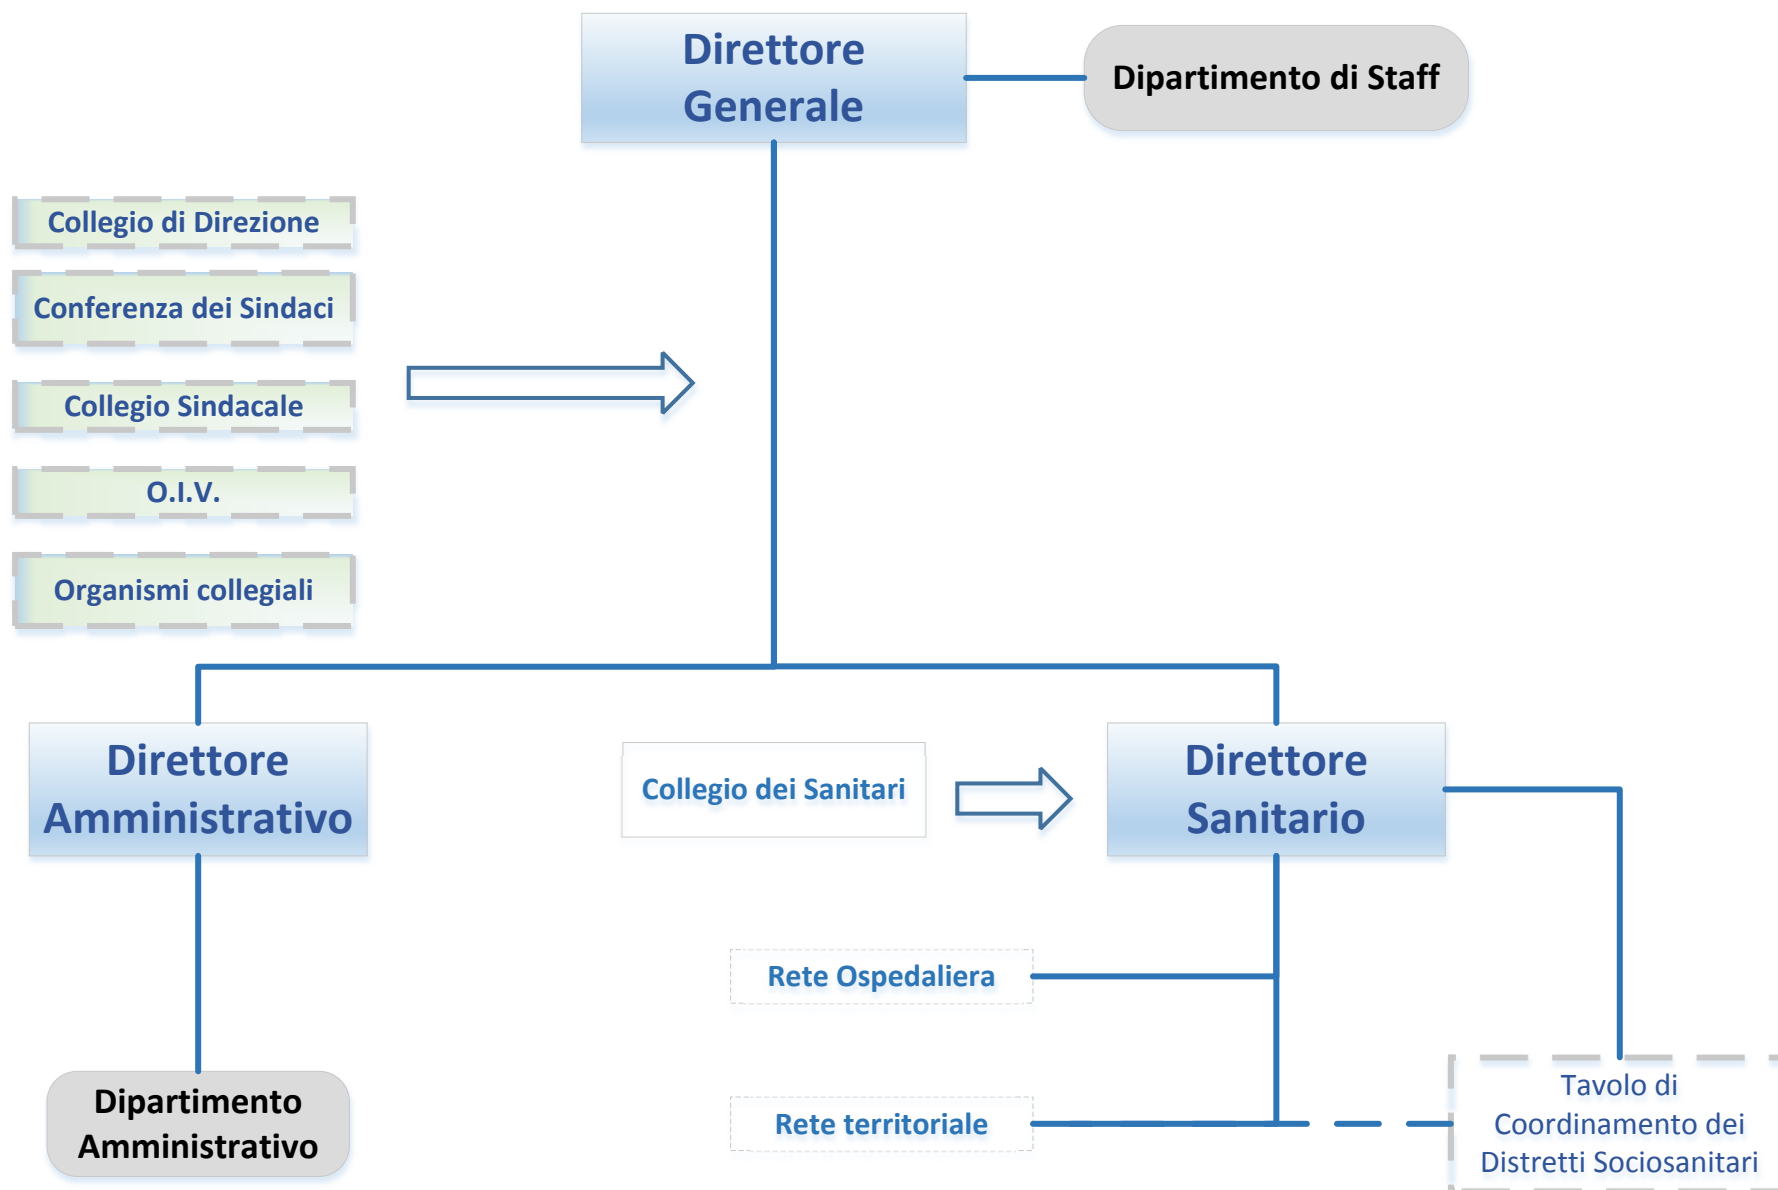 Direttore
Generale
Dipartimento di Staff
Collegio di Direzione
Conferenza dei Sindaci
Collegio Sindacale
O.I.V.
Organismi collegiali
Direttore
Amministrativo
Collegio dei Sanitari
Direttore
Sanitario
Rete Ospedaliera
Rete territoriale
Dipartimento
Amministrativo
Tavolo di
Coordinamento dei
Distretti Sociosanitari